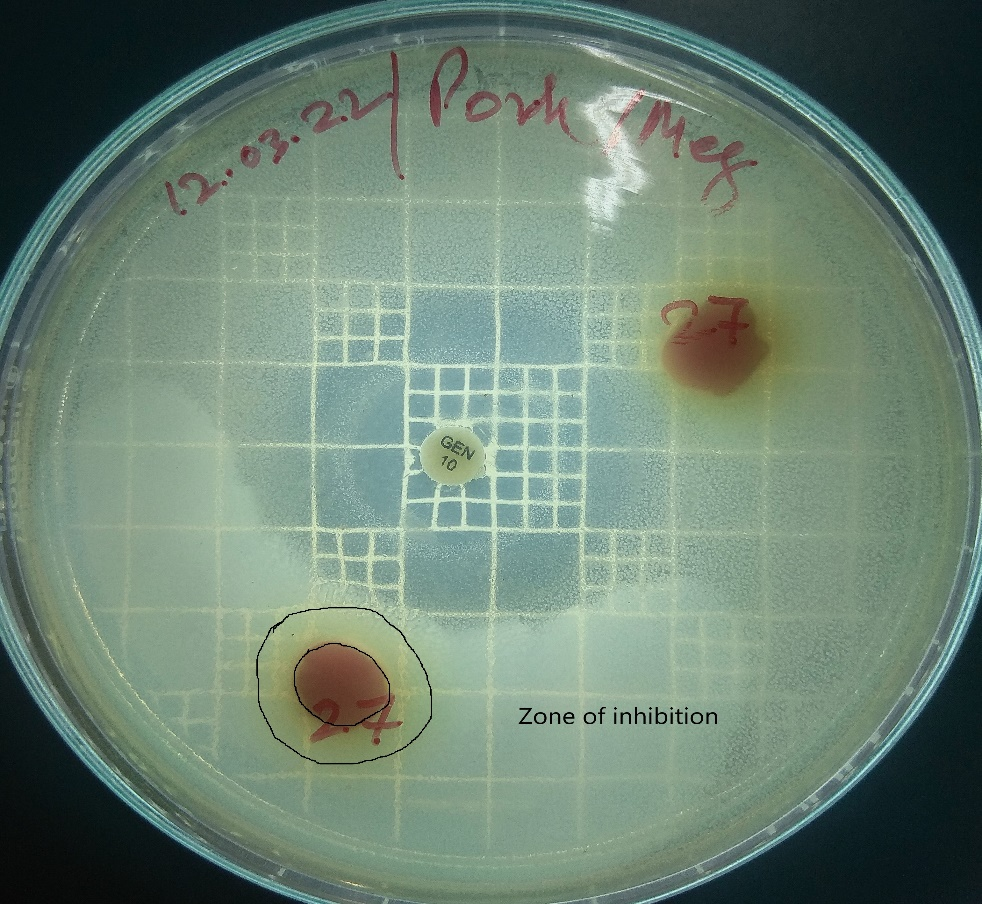 12.03.22/ Pork / Meg
27
GEN
10
27
Zone of inhibition